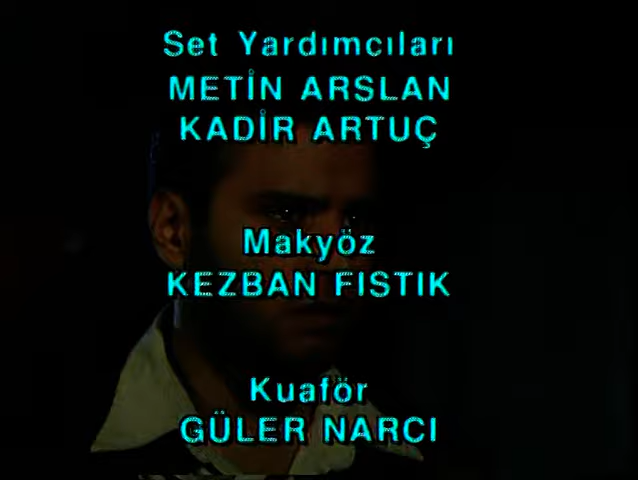 Set Yardımcıları
METİN ARSLAN
KADİR ARTUÇ
Makyöz
KEZBAN FISTIK
Kuaför
GÜLER NARCI